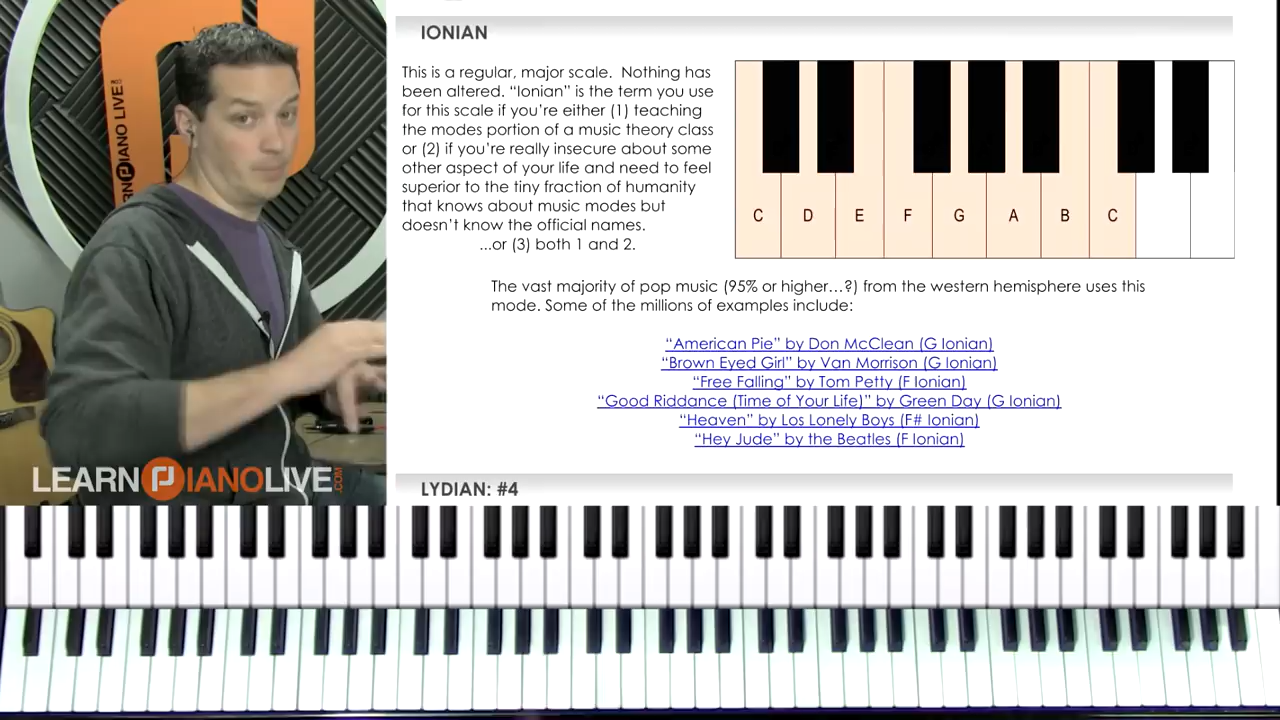 IONIAN
This is a regular, major scale.  Nothing has
been altered. “Ionian” is the term you use
for this scale if you’re either (1) teaching
the modes portion of a music theory class
or (2) if you’re really insecure about some
other aspect of your life and need to feel
superior to the tiny fraction of humanity
that knows about music modes but
doesn’t know the official names.
...or (3) both 1 and 2.
C D E F G A B C
The vast majority of pop music (95% or higher…?) from the western hemisphere uses this
mode. Some of the millions of examples include:
“American Pie” by Don McClean (G Ionian)
“Brown Eyed Girl” by Van Morrison (G Ionian)
“Free Falling” by Tom Petty (F Ionian)
“Good Riddance (Time of Your Life)” by Green Day (G Ionian)
“Heaven” by Los Lonely Boys (F# Ionian)
“Hey Jude” by the Beatles (F Ionian)
LYDIAN: #4
LEARN PIANOLIVE.COM
IANO LIVE